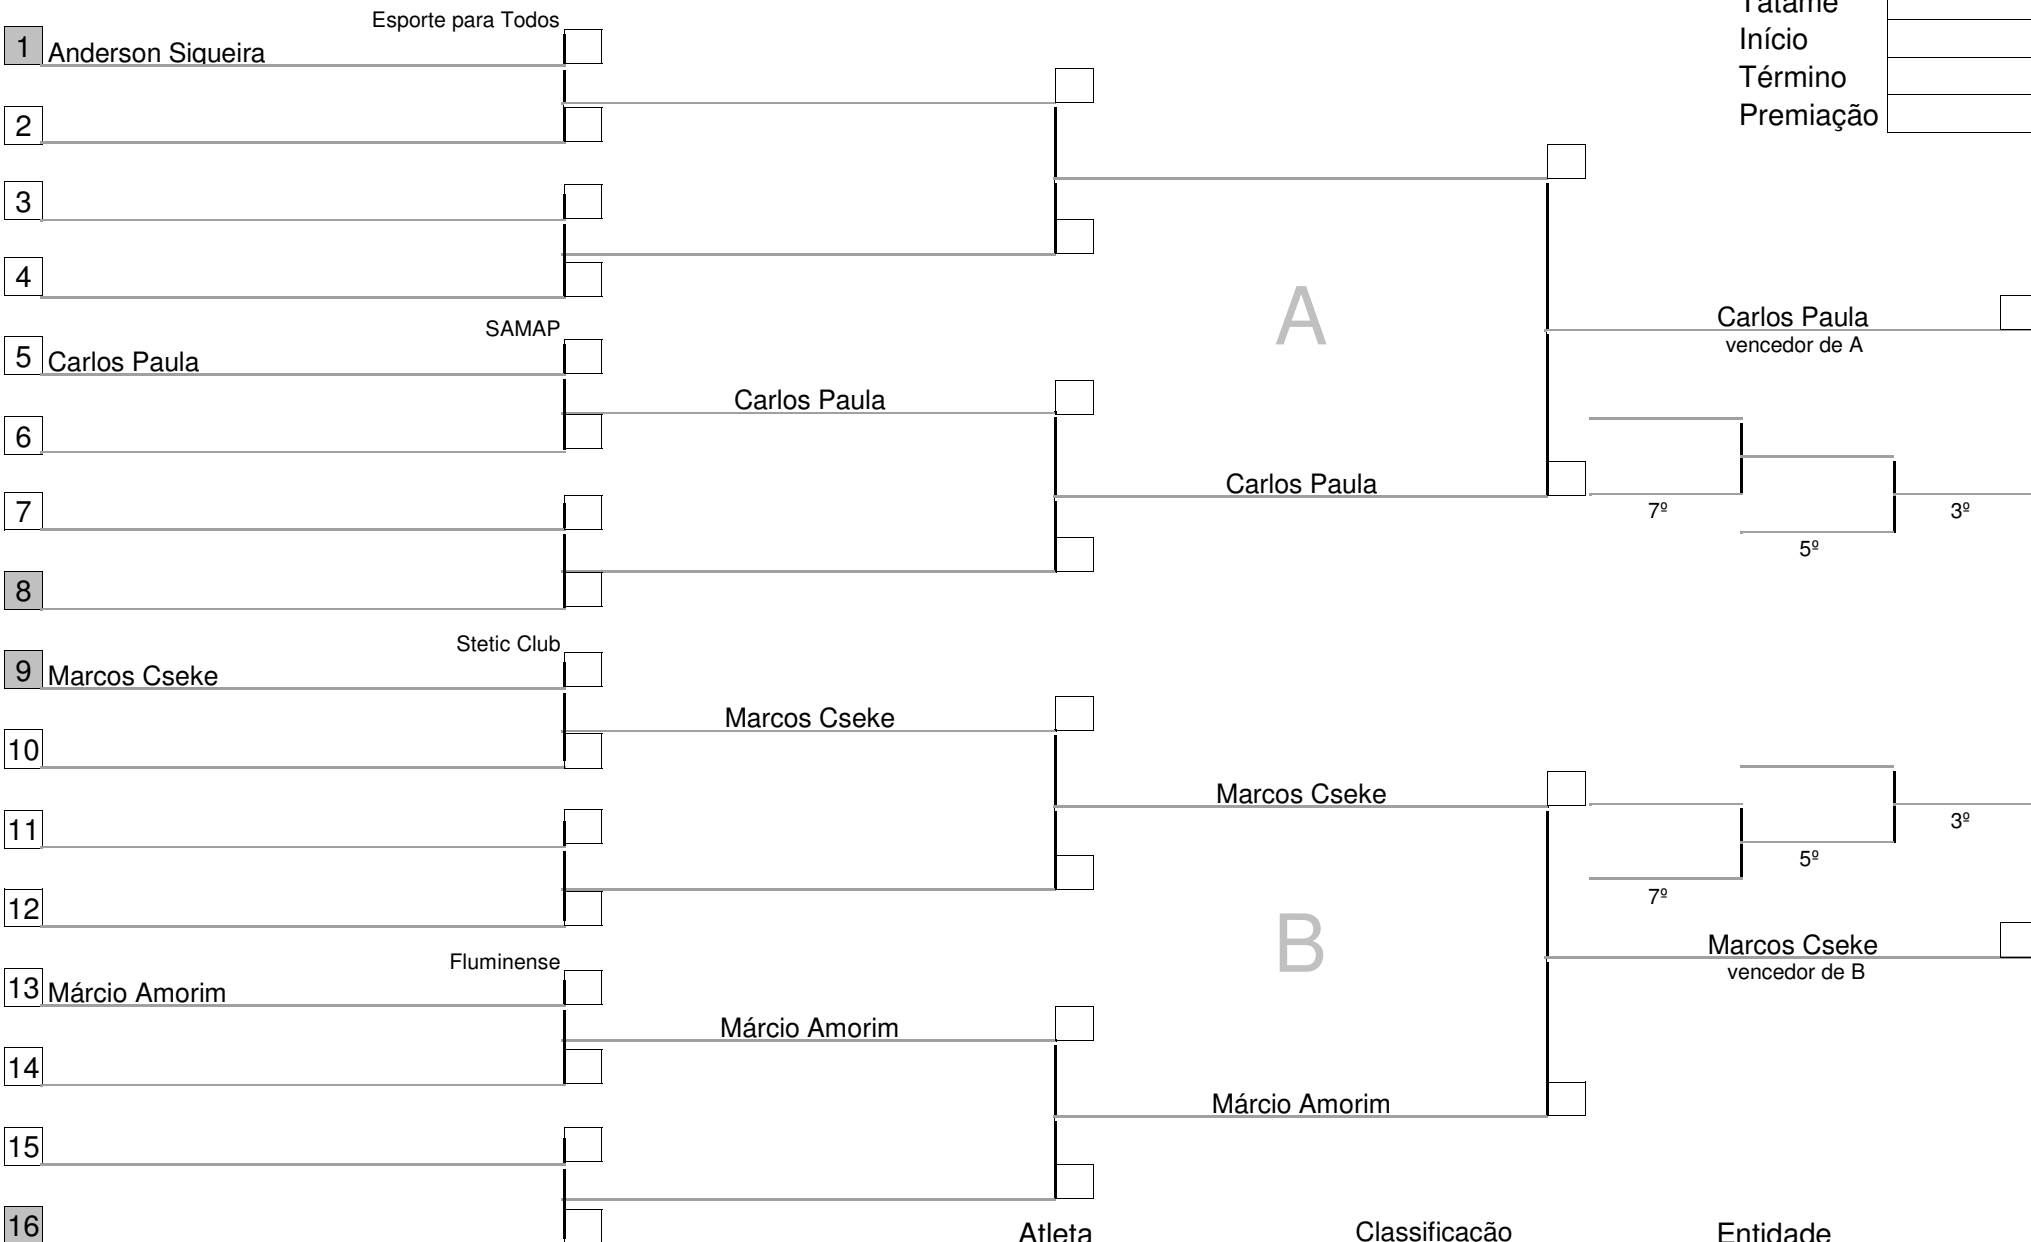 Esporte para Todos
1 Anderson Siqueira
2
3
4
SAMAP
5 Carlos Paula
6
7
8
Stetic Club
9 Marcos Cseke
10
11
12
Fluminense
13 Márcio Amorim
14
15
16
Carlos Paula
Marcos Cseke
Márcio Amorim
A
Carlos Paula
Marcos Cseke
B
Márcio Amorim
Tatame
Início
Término
Premiação
Carlos Paula
vencedor de A
7º
5º
3º
3º
5º
7º
Marcos Cseke
vencedor de B
Atleta Classificação Entidade